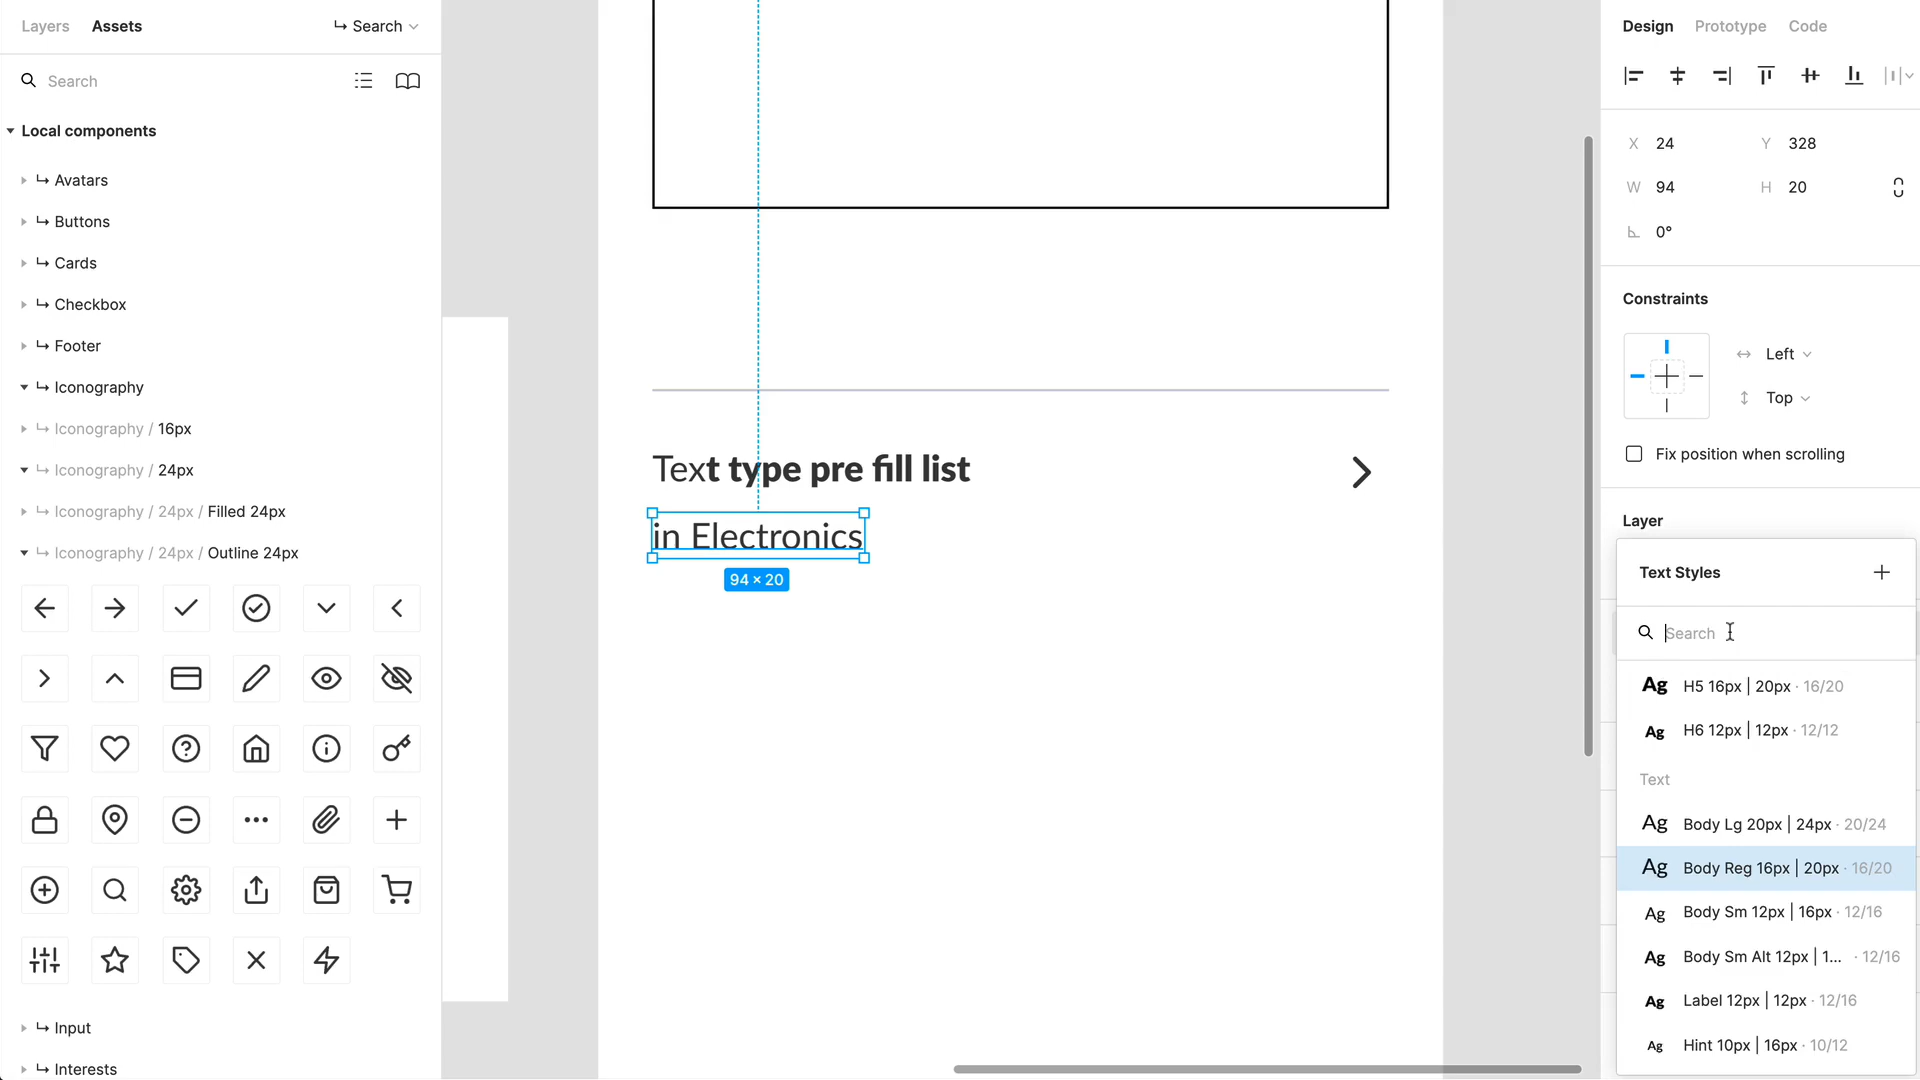 Layers Assets Search
Search
Local components
Avatars
Buttons
Cards
Checkbox
Footer
Iconography
Iconography / 16px
Iconography / 24px
Iconography / 24px / Filled 24px
Iconography / 24px / Outline 24px
Input
Interests
Text type pre fill list
in Electronics
94 × 20
Design Prototype Code
X 24 Y 328
W 94 H 20
0°
Constraints
Left
Top
Fix position when scrolling
Layer
Text Styles
Search
Ag H5 16px | 20px · 16/20
Ag H6 12px | 12px · 12/12
Text
Ag Body Lg 20px | 24px · 20/24
Ag Body Reg 16px | 20px · 16/20
Ag Body Sm 12px | 16px · 12/16
Ag Body Sm Alt 12px | 1... · 12/16
Ag Label 12px | 12px · 12/16
Ag Hint 10px | 16px · 10/12